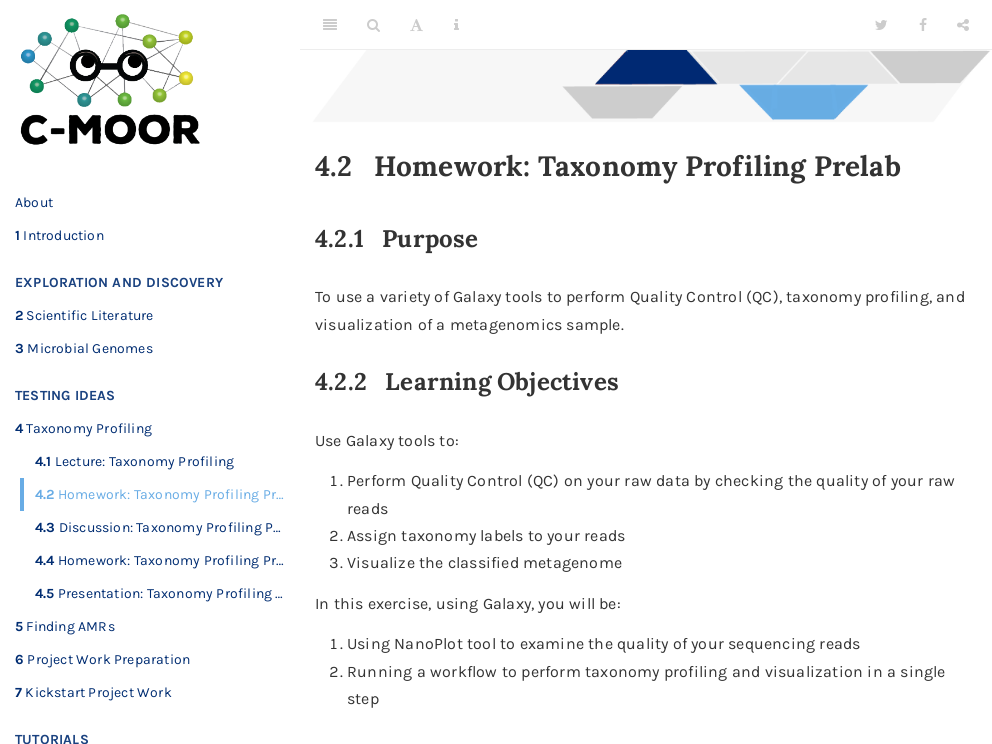 C-MOOR
About
1 Introduction
EXPLORATION AND DISCOVERY
2 Scientific Literature
3 Microbial Genomes
TESTING IDEAS
4 Taxonomy Profiling
4.1 Lecture: Taxonomy Profiling
4.2 Homework: Taxonomy Profiling Pr…
4.3 Discussion: Taxonomy Profiling P…
4.4 Homework: Taxonomy Profiling Pr…
4.5 Presentation: Taxonomy Profiling …
5 Finding AMRs
6 Project Work Preparation
7 Kickstart Project Work
TUTORIALS
A
4.2 Homework: Taxonomy Profiling Prelab
4.2.1 Purpose
To use a variety of Galaxy tools to perform Quality Control (QC), taxonomy profiling, and
visualization of a metagenomics sample.
4.2.2 Learning Objectives
Use Galaxy tools to:
1. Perform Quality Control (QC) on your raw data by checking the quality of your raw
reads
2. Assign taxonomy labels to your reads
3. Visualize the classified metagenome
In this exercise, using Galaxy, you will be:
1. Using NanoPlot tool to examine the quality of your sequencing reads
2. Running a workflow to perform taxonomy profiling and visualization in a single
step